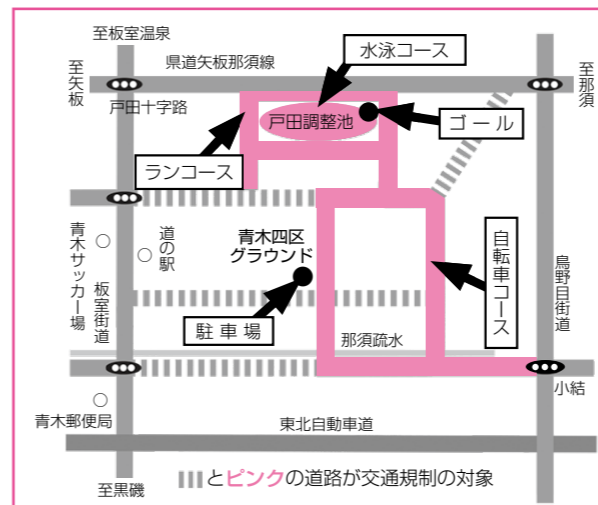 至板室温泉
水泳コース
県道矢板那須線
至矢板
至那須
戸田十字路
戸田調整池
ゴール
ランコース
青木四区
グラウンド
道の駅
青木サッカー場
板室街道
自転車コース
鳥野目街道
駐車場
那須疏水
小結
青木郵便局
東北自動車道
至黒磯
とピンクの道路が交通規制の対象